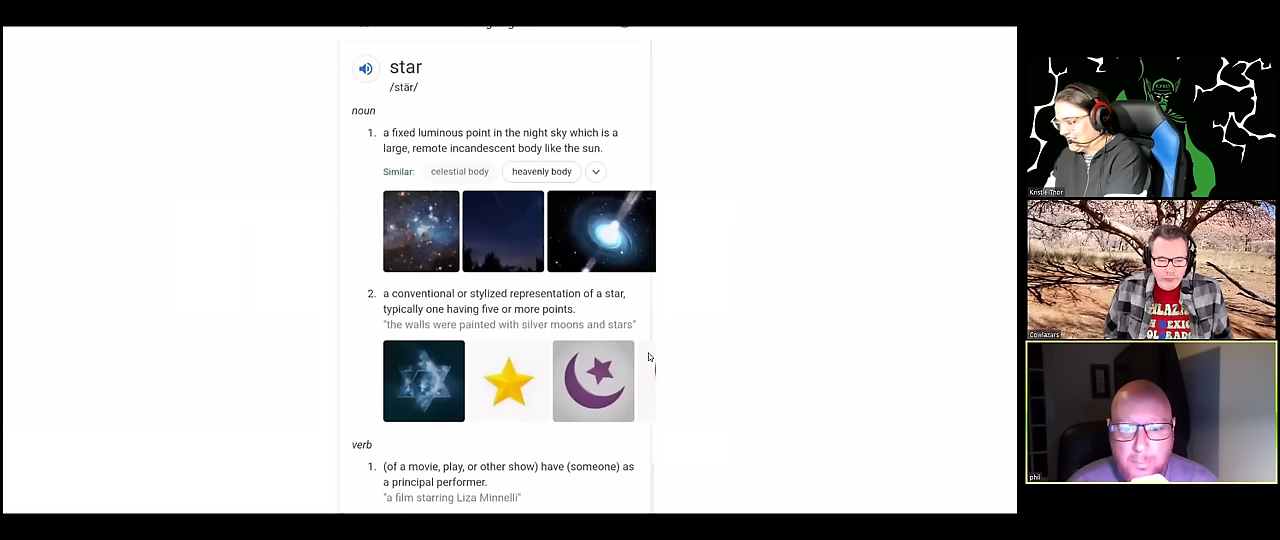 star
/stär/
noun
1. a fixed luminous point in the night sky which is a
large, remote incandescent body like the sun.
Similar: celestial body heavenly body
2. a conventional or stylized representation of a star,
typically one having five or more points.
"the walls were painted with silver moons and stars"
verb
1. (of a movie, play, or other show) have (someone) as
a principal performer.
"a film starring Liza Minnelli"
Kristie Thor
Cowlazars
phil